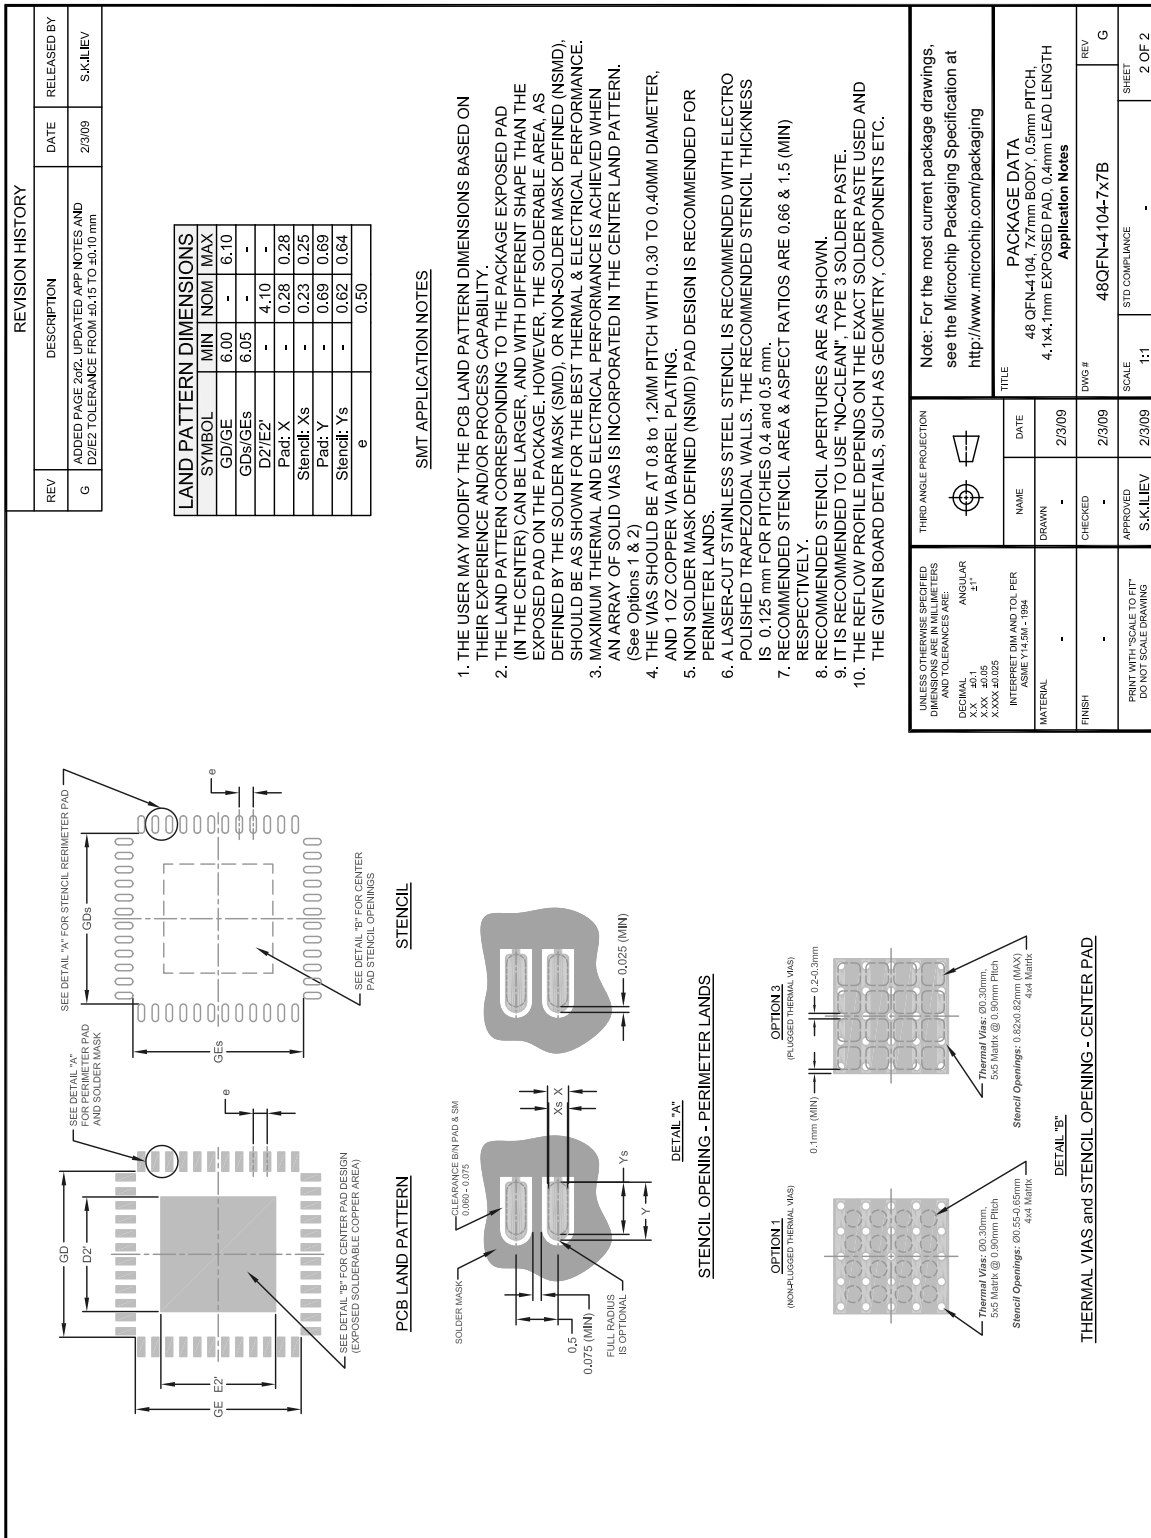 REVISION HISTORY
REV DESCRIPTION DATE RELEASED BY
G ADDED PAGE 2of2. UPDATED APP NOTES AND D2/E2 TOLERANCE FROM ±0.15 TO ±0.10 mm 2/3/09 S.K.ILIEV
SEE DETAIL "A"
FOR PERIMETER PAD
AND SOLDER MASK
GD
D2'
GE
E2'
e
SEE DETAIL "B" FOR CENTER PAD DESIGN
(EXPOSED SOLDERABLE COPPER AREA)
PCB LAND PATTERN
SEE DETAIL "A" FOR STENCIL RERIMETER PAD
GDs
GEs
e
SEE DETAIL "B" FOR CENTER
PAD STENCIL OPENINGS
STENCIL
LAND PATTERN DIMENSIONS
SYMBOL MIN NOM MAX
GD/GE 6.00 - 6.10
GDs/GEs 6.05 - -
D2'/E2' - 4.10 -
Pad: X - 0.28 0.28
Stencil: Xs - 0.23 0.25
Pad: Y - 0.69 0.69
Stencil: Ys - 0.62 0.64
e 0.50
SOLDER MASK
CLEARANCE B/N PAD & SM
0.060 - 0.075
0.5
0.075 (MIN)
FULL RADIUS
IS OPTIONAL
Y
Ys
Xs
X
0.025 (MIN)
DETAIL "A"
STENCIL OPENING - PERIMETER LANDS
OPTION 1
(NON-PLUGGED THERMAL VIAS)
Thermal Vias: Ø0.30mm,
5x5 Matrix @ 0.90mm Pitch
Stencil Openings: Ø0.55-0.65mm
4x4 Matrix
OPTION 3
(PLUGGED THERMAL VIAS)
0.1mm (MIN)
0.2-0.3mm
Thermal Vias: Ø0.30mm,
5x5 Matrix @ 0.90mm Pitch
Stencil Openings: 0.82x0.82mm (MAX)
4x4 Matrix
DETAIL "B"
THERMAL VIAS and STENCIL OPENING - CENTER PAD
SMT APPLICATION NOTES
1. THE USER MAY MODIFY THE PCB LAND PATTERN DIMENSIONS BASED ON
THEIR EXPERIENCE AND/OR PROCESS CAPABILITY.
2. THE LAND PATTERN CORRESPONDING TO THE PACKAGE EXPOSED PAD
(IN THE CENTER) CAN BE LARGER, AND WITH DIFFERENT SHAPE THAN THE
EXPOSED PAD ON THE PACKAGE. HOWEVER, THE SOLDERABLE AREA, AS
DEFINED BY THE SOLDER MASK (SMD), OR NON-SOLDER MASK DEFINED (NSMD),
SHOULD BE AS SHOWN FOR THE BEST THERMAL & ELECTRICAL PERFORMANCE.
3. MAXIMUM THERMAL AND ELECTRICAL PERFORMANCE IS ACHIEVED WHEN
AN ARRAY OF SOLID VIAS IS INCORPORATED IN THE CENTER LAND PATTERN.
(See Options 1 & 2)
4. THE VIAS SHOULD BE AT 0.8 to 1.2MM PITCH WITH 0.30 TO 0.40MM DIAMETER,
AND 1 OZ COPPER VIA BARREL PLATING.
5. NON SOLDER MASK DEFINED (NSMD) PAD DESIGN IS RECOMMENDED FOR
PERIMETER LANDS.
6. A LASER-CUT STAINLESS STEEL STENCIL IS RECOMMENDED WITH ELECTRO
POLISHED TRAPEZOIDAL WALLS. THE RECOMMENDED STENCIL THICKNESS
IS 0.125 mm FOR PITCHES 0.4 and 0.5 mm.
7. RECOMMENDED STENCIL AREA & ASPECT RATIOS ARE 0.66 & 1.5 (MIN)
RESPECTIVELY.
8. RECOMMENDED STENCIL APERTURES ARE AS SHOWN.
9. IT IS RECOMMENDED TO USE "NO-CLEAN", TYPE 3 SOLDER PASTE.
10. THE REFLOW PROFILE DEPENDS ON THE EXACT SOLDER PASTE USED AND
THE GIVEN BOARD DETAILS, SUCH AS GEOMETRY, COMPONENTS ETC.
UNLESS OTHERWISE SPECIFIED
DIMENSIONS ARE IN MILLIMETERS
AND TOLERANCES ARE:
DECIMAL ANGULAR
X.X ±0.1 ±1°
X.XX ±0.05
X.XXX ±0.025
INTERPRET DIM AND TOL PER
ASME Y14.5M - 1994
MATERIAL
-
FINISH
-
PRINT WITH "SCALE TO FIT"
DO NOT SCALE DRAWING
THIRD ANGLE PROJECTION
NAME DATE
DRAWN
- 2/3/09
CHECKED
- 2/3/09
APPROVED
S.K.ILIEV 2/3/09
Note: For the most current package drawings,
see the Microchip Packaging Specification at
http://www.microchip.com/packaging
TITLE
PACKAGE DATA
48 QFN-4104, 7x7mm BODY, 0.5mm PITCH,
4.1x4.1mm EXPOSED PAD, 0.4mm LEAD LENGTH
Application Notes
DWG #
48QFN-4104-7x7B
REV
G
SCALE
1:1
STD COMPLIANCE
-
SHEET
2 OF 2